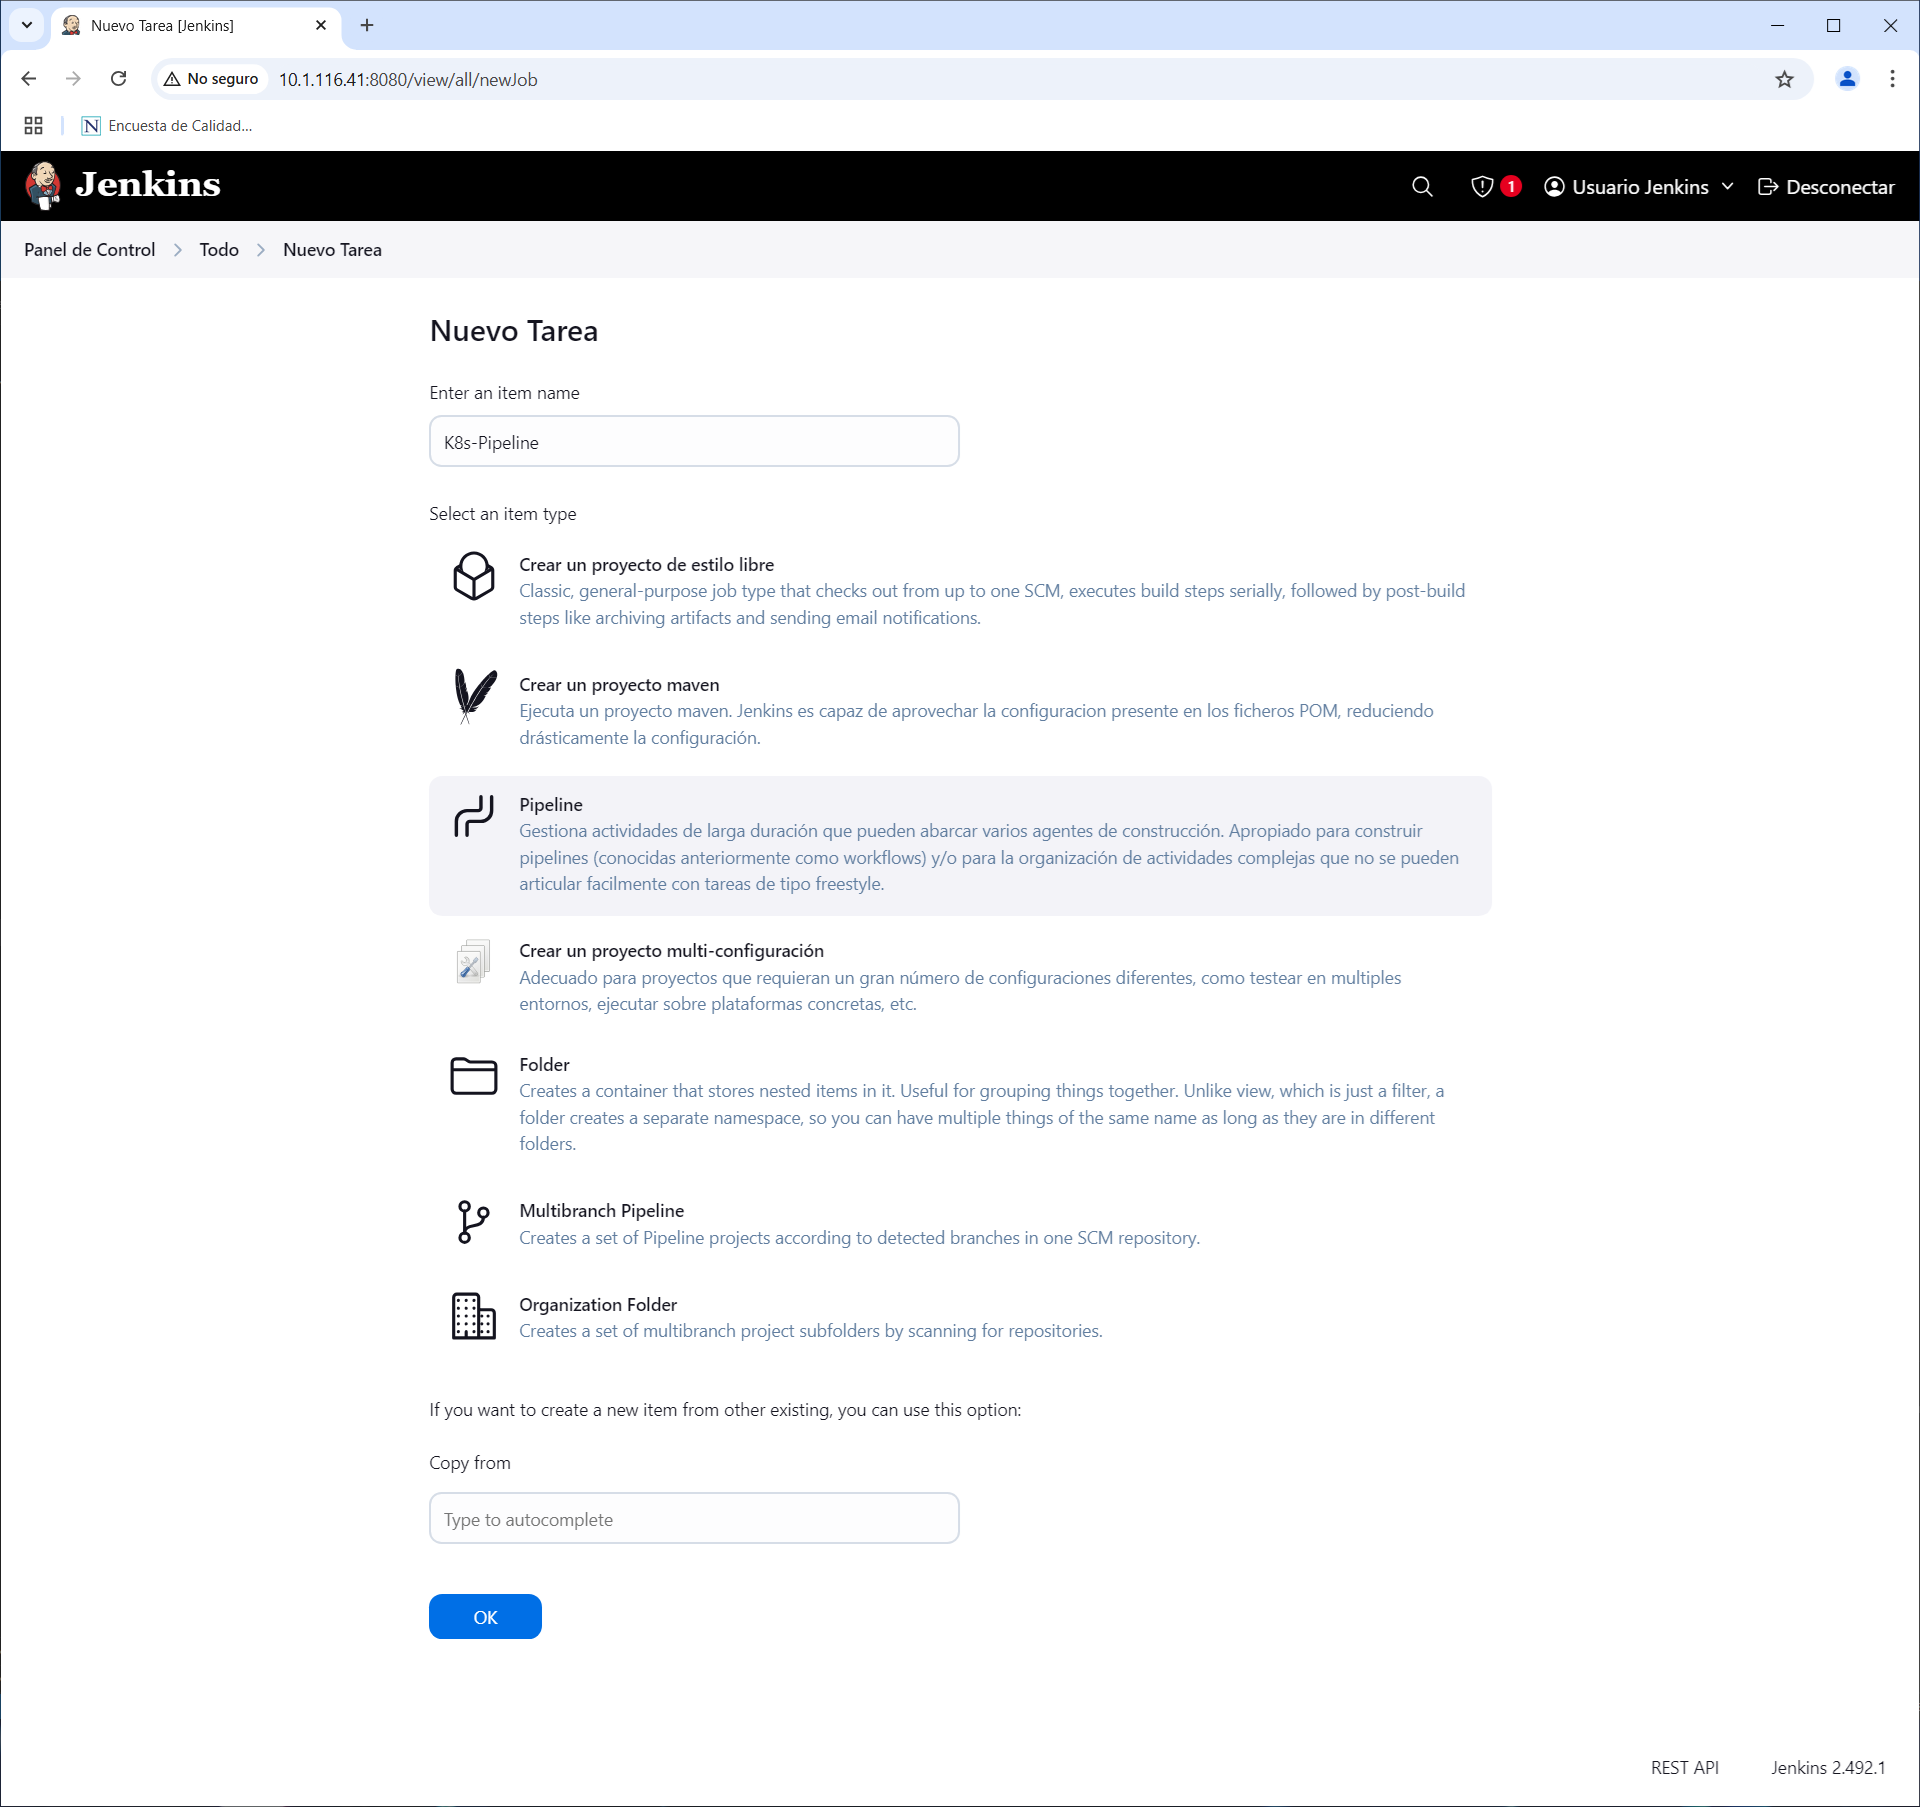 Nuevo Tarea [Jenkins]
No seguro
10.1.116.41:8080/view/all/newJob
Encuesta de Calidad...
Jenkins
1
Usuario Jenkins
Desconectar
Panel de Control
Todo
Nuevo Tarea
Nuevo Tarea
Enter an item name
K8s-Pipeline
Select an item type
Crear un proyecto de estilo libre
Classic, general-purpose job type that checks out from up to one SCM, executes build steps serially, followed by post-build
steps like archiving artifacts and sending email notifications.
Crear un proyecto maven
Ejecuta un proyecto maven. Jenkins es capaz de aprovechar la configuracion presente en los ficheros POM, reduciendo
drásticamente la configuración.
Pipeline
Gestiona actividades de larga duración que pueden abarcar varios agentes de construcción. Apropiado para construir
pipelines (conocidas anteriormente como workflows) y/o para la organización de actividades complejas que no se pueden
articular facilmente con tareas de tipo freestyle.
Crear un proyecto multi-configuración
Adecuado para proyectos que requieran un gran número de configuraciones diferentes, como testear en multiples
entornos, ejecutar sobre plataformas concretas, etc.
Folder
Creates a container that stores nested items in it. Useful for grouping things together. Unlike view, which is just a filter, a
folder creates a separate namespace, so you can have multiple things of the same name as long as they are in different
folders.
Multibranch Pipeline
Creates a set of Pipeline projects according to detected branches in one SCM repository.
Organization Folder
Creates a set of multibranch project subfolders by scanning for repositories.
If you want to create a new item from other existing, you can use this option:
Copy from
Type to autocomplete
OK
REST API
Jenkins 2.492.1